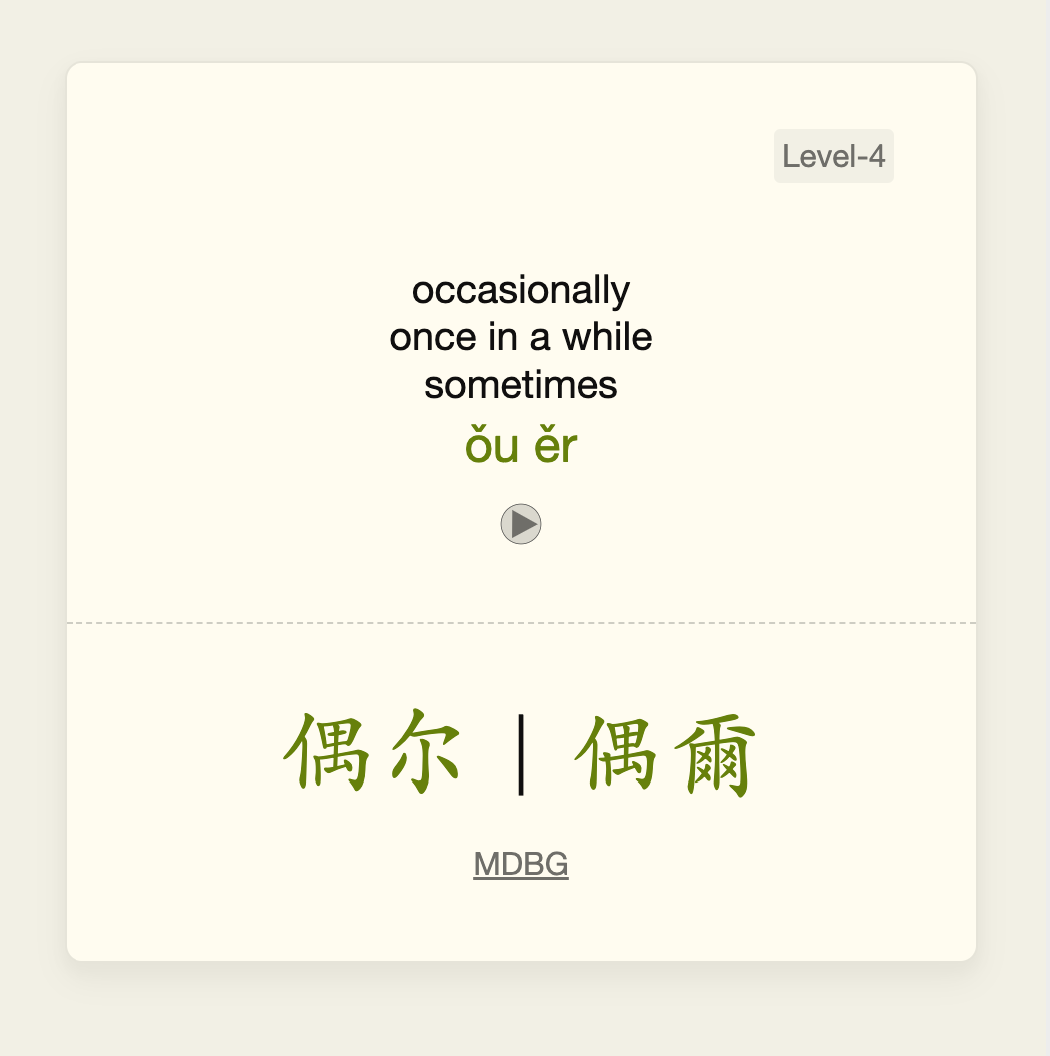 Level-4
occasionally
once in a while
sometimes
ǒu ěr
偶尔 | 偶爾
MDBG